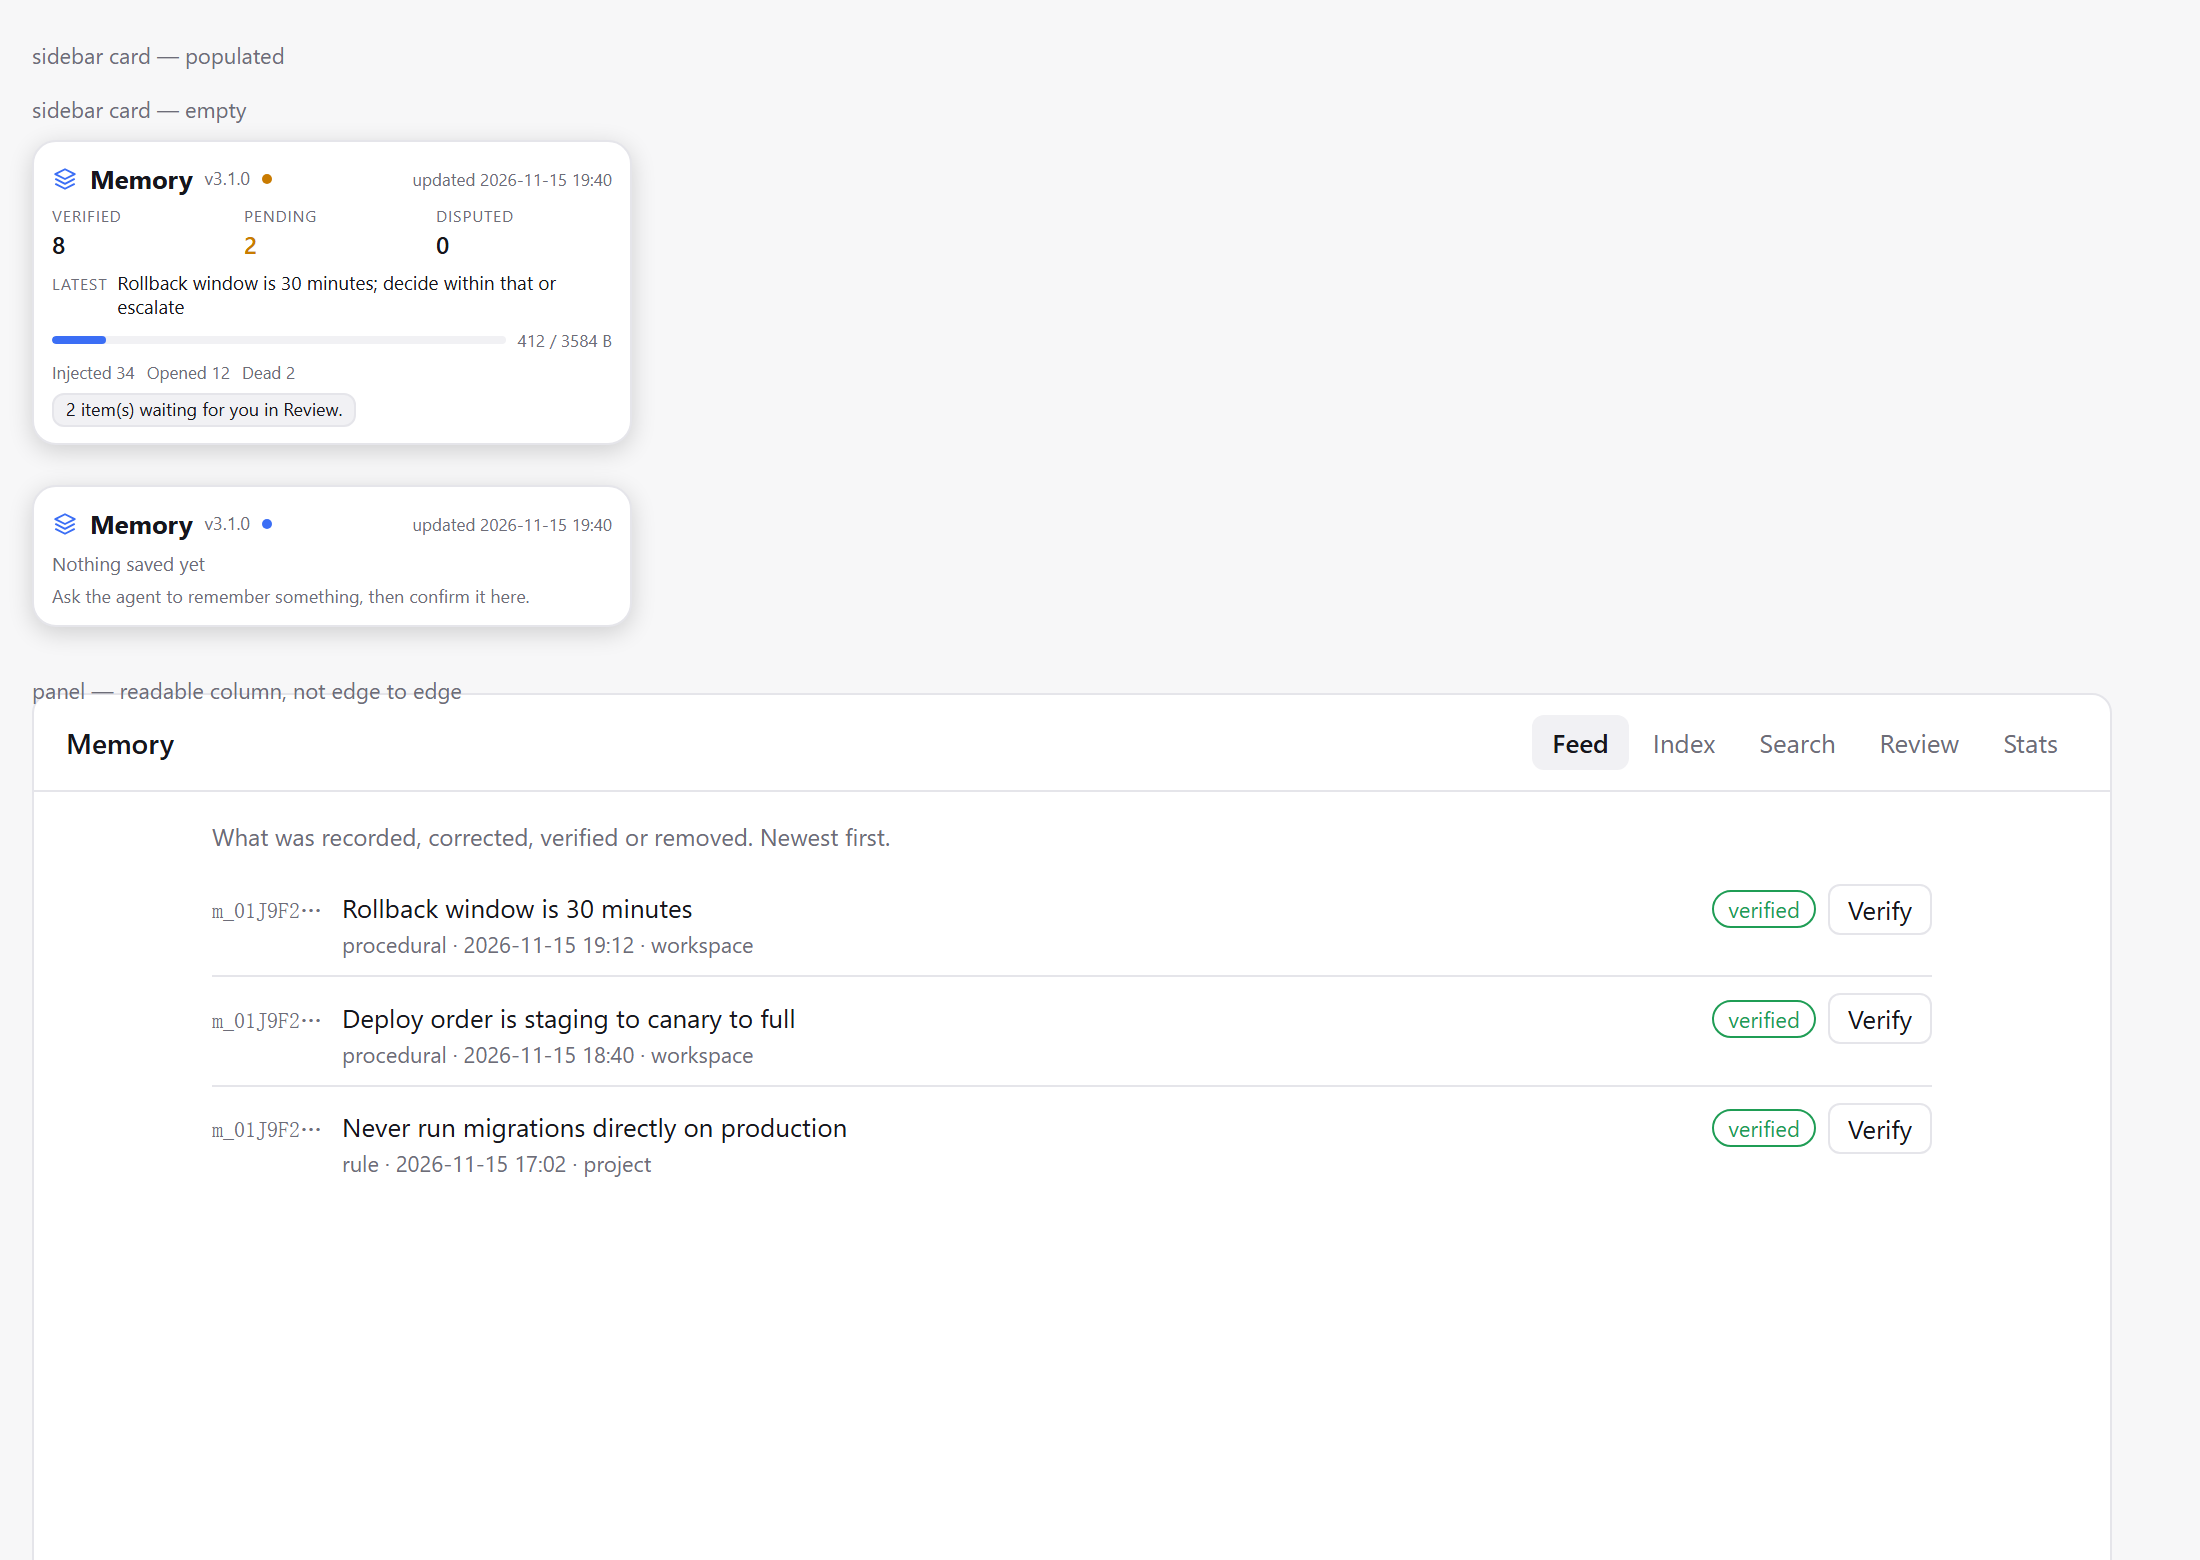 sidebar card — populated
sidebar card — empty
Memory v3.1.0 updated 2026-11-15 19:40
VERIFIED PENDING DISPUTED
8 2 0
LATEST Rollback window is 30 minutes; decide within that or
escalate
412 / 3584 B
Injected 34 Opened 12 Dead 2
2 item(s) waiting for you in Review.
Memory v3.1.0 updated 2026-11-15 19:40
Nothing saved yet
Ask the agent to remember something, then confirm it here.
panel — readable column, not edge to edge
Memory Feed Index Search Review Stats
What was recorded, corrected, verified or removed. Newest first.
m_01J9F2⋯ Rollback window is 30 minutes verified Verify
procedural · 2026-11-15 19:12 · workspace
m_01J9F2⋯ Deploy order is staging to canary to full verified Verify
procedural · 2026-11-15 18:40 · workspace
m_01J9F2⋯ Never run migrations directly on production verified Verify
rule · 2026-11-15 17:02 · project